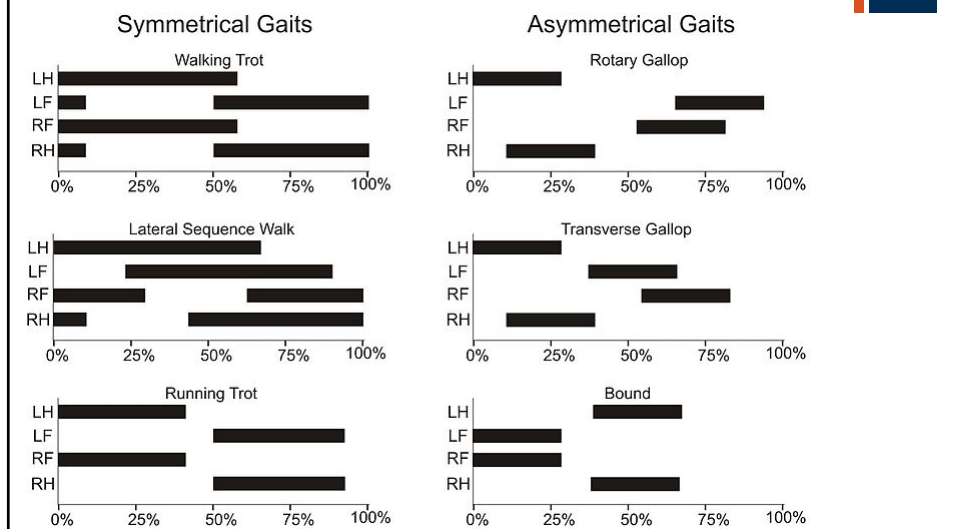 Symmetrical Gaits
Walking Trot
LH
LF
RF
RH
0% 25% 50% 75% 100%
Lateral Sequence Walk
LH
LF
RF
RH
0% 25% 50% 75% 100%
Running Trot
LH
LF
RF
RH
0% 25% 50% 75% 100%
Asymmetrical Gaits
Rotary Gallop
LH
LF
RF
RH
0% 25% 50% 75% 100%
Transverse Gallop
LH
LF
RF
RH
0% 25% 50% 75% 100%
Bound
LH
LF
RF
RH
0% 25% 50% 75% 100%